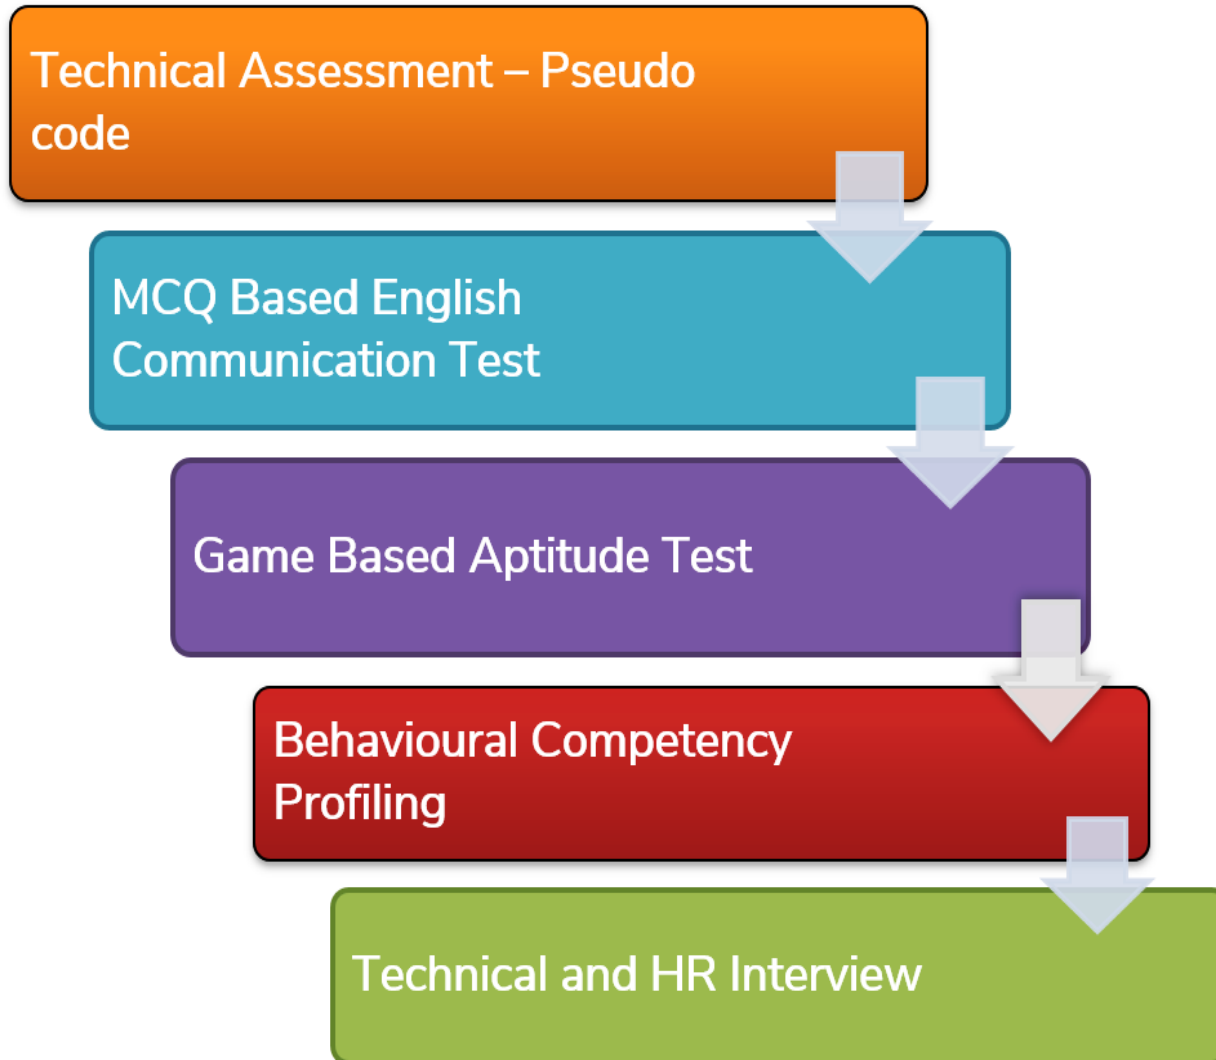 Technical Assessment – Pseudo
code
MCQ Based English
Communication Test
Game Based Aptitude Test
Behavioural Competency
Profiling
Technical and HR Interview